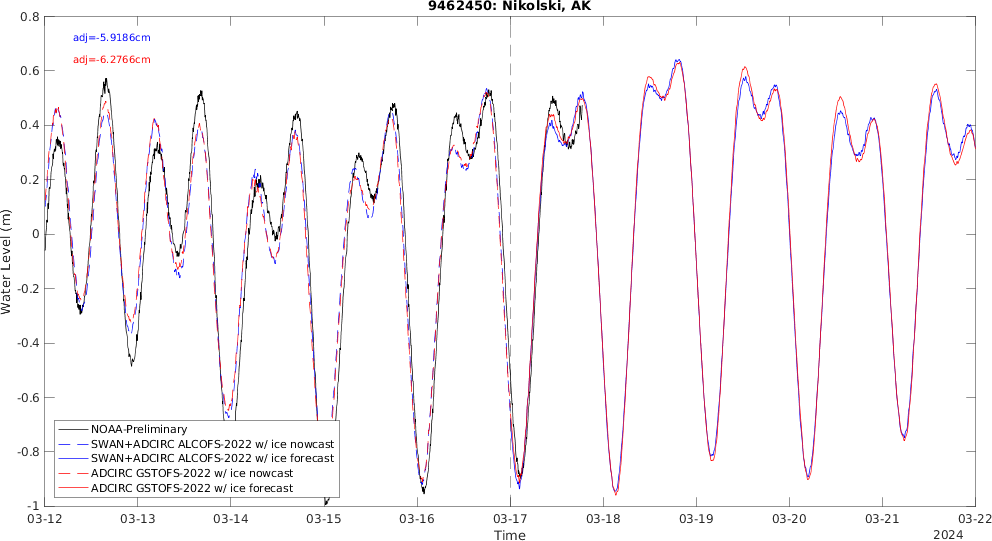 9462450: Nikolski, AK
adj=-5.9186cm
adj=-6.2766cm
Water Level (m)
0.8
0.6
0.4
0.2
0
-0.2
-0.4
-0.6
-0.8
-1
NOAA-Preliminary
SWAN+ADCIRC ALCOFS-2022 w/ ice nowcast
SWAN+ADCIRC ALCOFS-2022 w/ ice forecast
ADCIRC GSTOFS-2022 w/ ice nowcast
ADCIRC GSTOFS-2022 w/ ice forecast
03-12 03-13 03-14 03-15 03-16 03-17 03-18 03-19 03-20 03-21 03-22
Time
2024